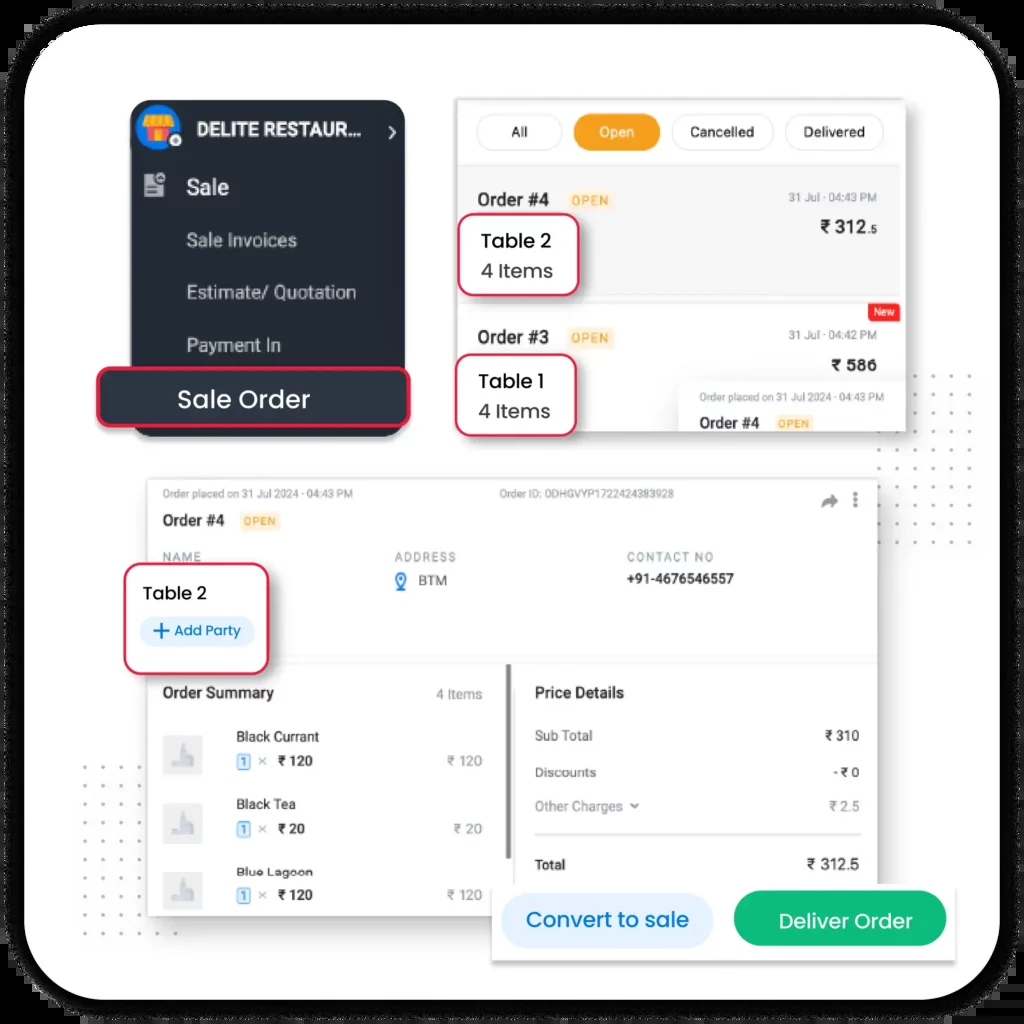 DELITE RESTAUR...
Sale
Sale Invoices
Estimate/ Quotation
Payment In
Sale Order
All Open Cancelled Delivered
Order #4 OPEN 31 Jul - 04:43 PM
₹ 312.5
Table 2
4 Items
New
Order #3 OPEN 31 Jul - 04:42 PM
₹ 586
Table 1
4 Items
Order placed on 31 Jul 2024 - 04:43 PM
Order #4 OPEN
Order placed on 31 Jul 2024 - 04:43 PM Order ID: ODHGVYP1722424383928
Order #4 OPEN
NAME ADDRESS CONTACT NO
BTM +91-4676546557
Table 2
+ Add Party
Order Summary 4 Items
Black Currant
1 × ₹ 120 ₹ 120
Black Tea
1 × ₹ 20 ₹ 20
Blue Lagoon
1 × ₹ 120 ₹ 120
Price Details
Sub Total ₹ 310
Discounts - ₹ 0
Other Charges ₹ 2.5
Total ₹ 312.5
Convert to sale Deliver Order